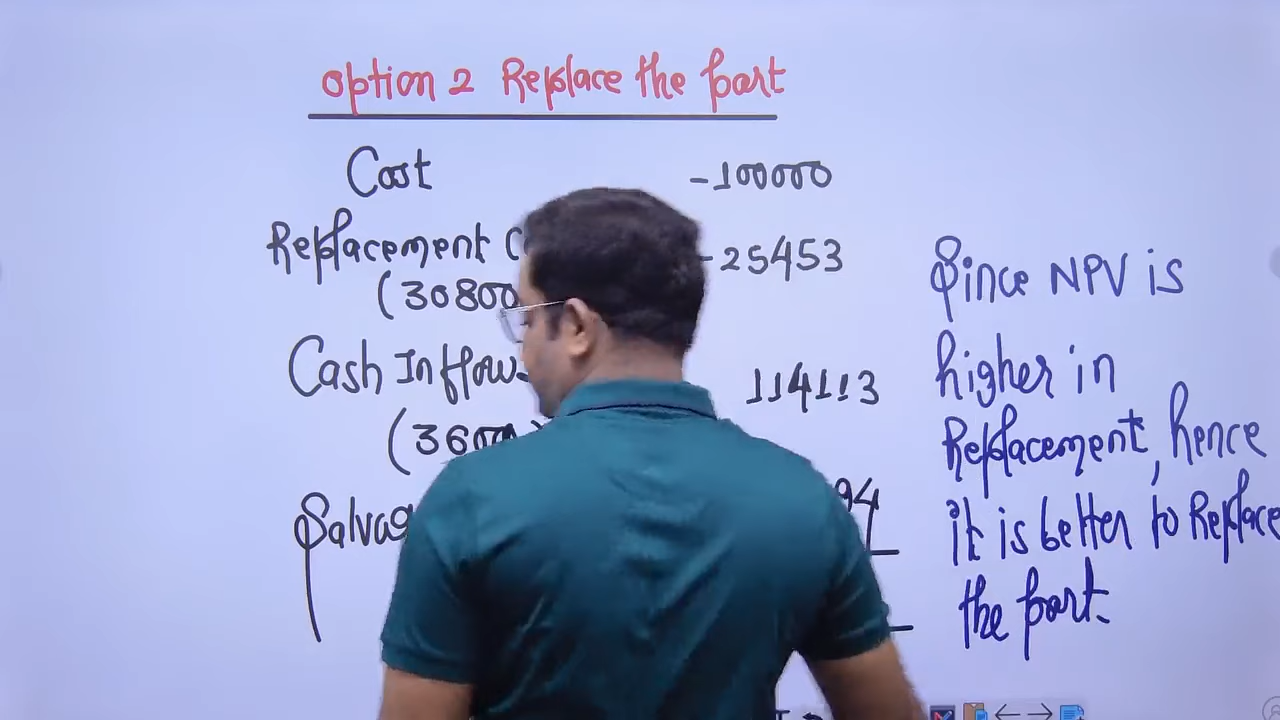 Option 2 Replace the part
Cost -100000
Replacement C -25453
(30800
Cash Inflow 114113
(3600
Salvag 94
Since NPV is
higher in
Replacement, hence
it is better to Replace
the part.